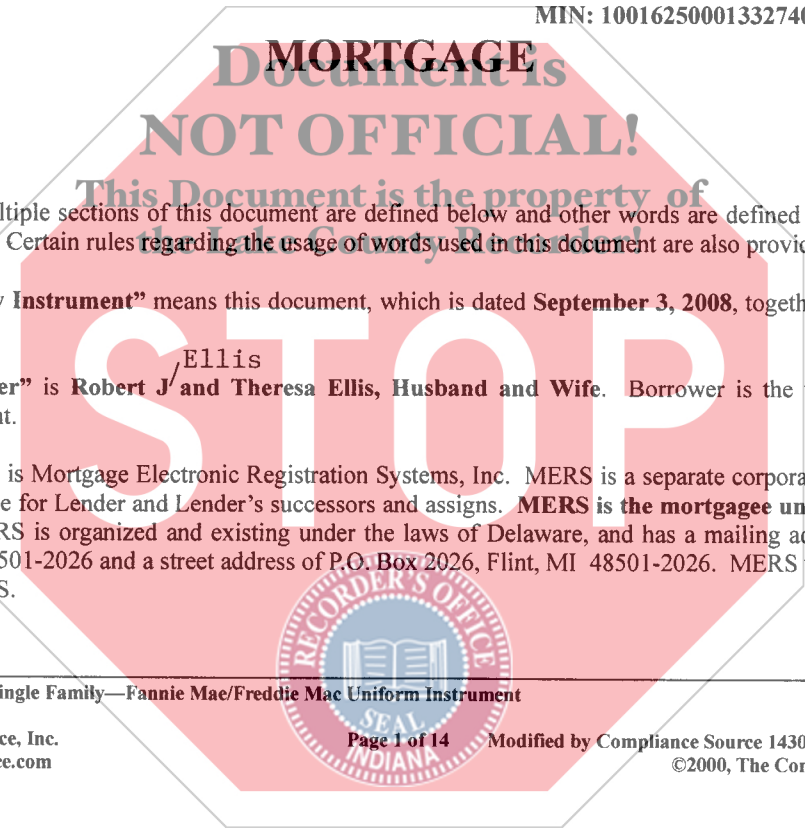 MIN: 1001625000133274
MORTGAGE
Document is
NOT OFFICIAL!
This Document is the property of
the Lake County Recorder!
ltiple sections of this document are defined below and other words are defined
Certain rules regarding the usage of words used in this document are also provic
Instrument” means this document, which is dated September 3, 2008, togeth
Ellis
er” is Robert J/ and Theresa Ellis, Husband and Wife. Borrower is the
nt.
is Mortgage Electronic Registration Systems, Inc. MERS is a separate corpora
e for Lender and Lender’s successors and assigns. MERS is the mortgagee un
RS is organized and existing under the laws of Delaware, and has a mailing ad
501-2026 and a street address of P.O. Box 2026, Flint, MI 48501-2026. MERS
S.
STOP
RECORDER'S OFFICE
SEAL
INDIANA
ingle Family—Fannie Mae/Freddie Mac Uniform Instrument
ce, Inc.
Page 1 of 14
Modified by Compliance Source 1430
ce.com
©2000, The Cor